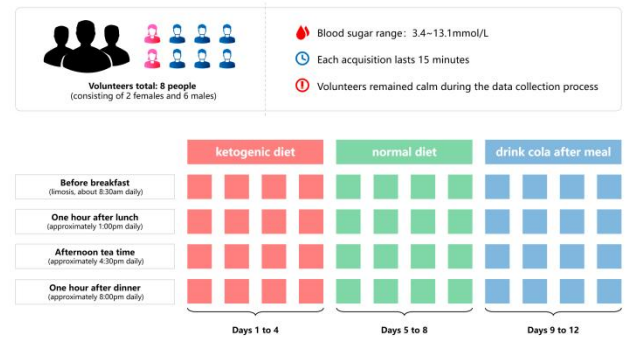 Blood sugar range: 3.4~13.1mmol/L
Each acquisition lasts 15 minutes
Volunteers remained calm during the data collection process
Volunteers total: 8 people
(consisting of 2 females and 6 males)
ketogenic diet
normal diet
drink cola after meal
Before breakfast
(limosis, about 8:30am daily)
One hour after lunch
(approximately 1:00pm daily)
Afternoon tea time
(approximately 4:30pm daily)
One hour after dinner
(approximately 8:00pm daily)
Days 1 to 4
Days 5 to 8
Days 9 to 12